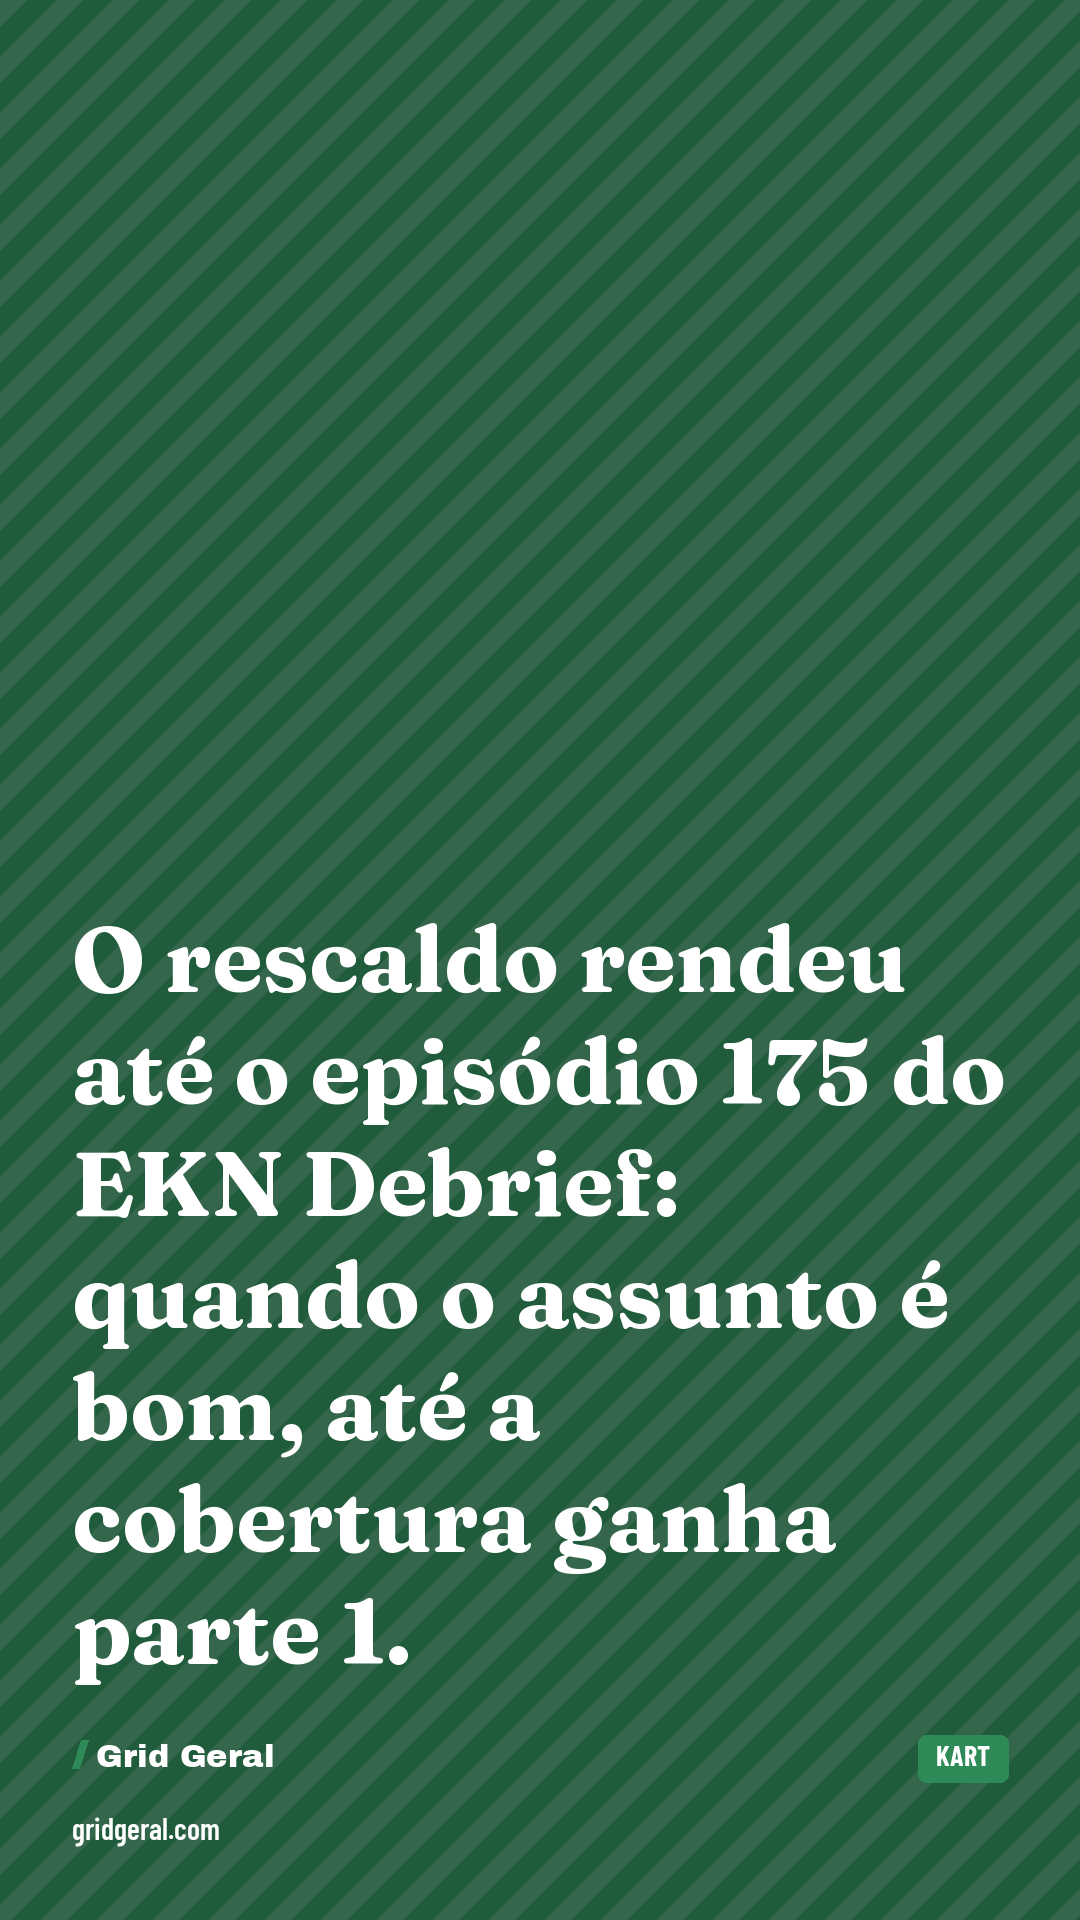 O rescaldo rendeu
até o episódio 175 do
EKN Debrief:
quando o assunto é
bom, até a
cobertura ganha
parte 1.
/ Grid Geral
KART
gridgeral.com